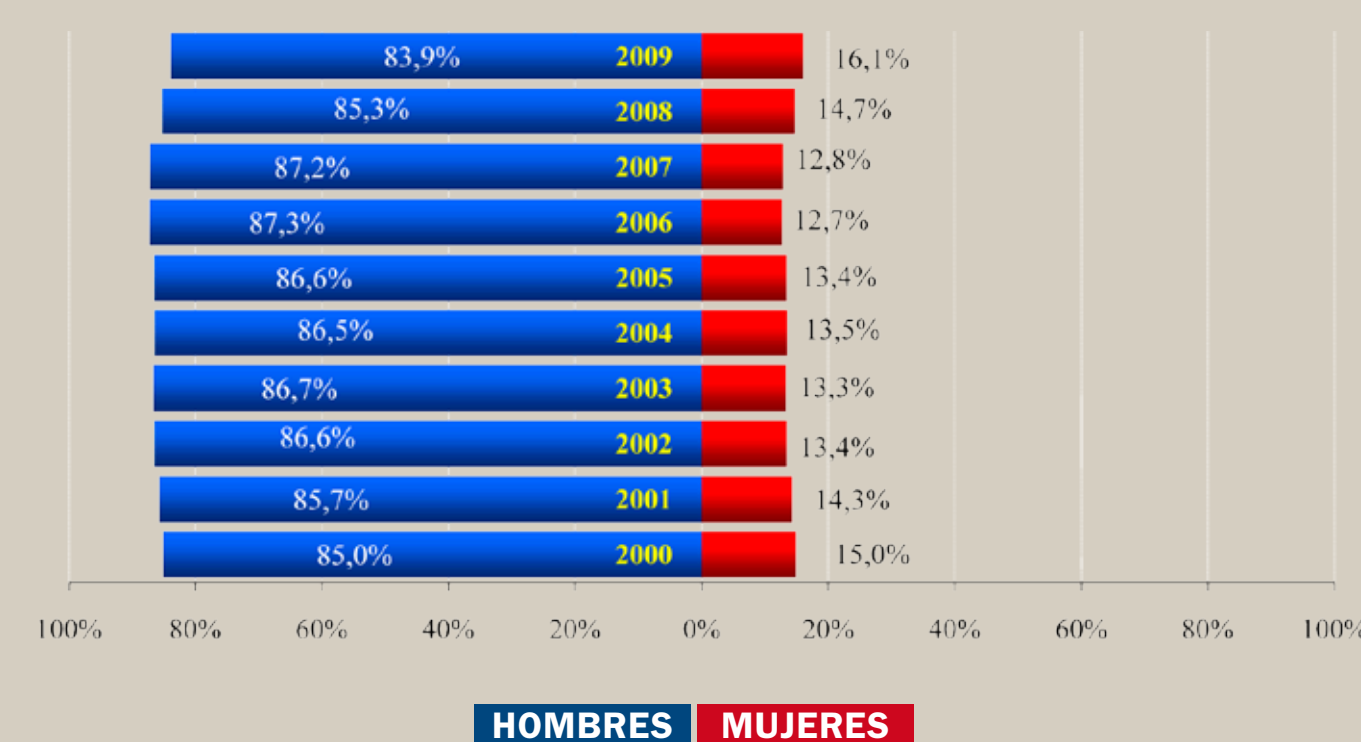 83,9% 2009 16,1%
85,3% 2008 14,7%
87,2% 2007 12,8%
87,3% 2006 12,7%
86,6% 2005 13,4%
86,5% 2004 13,5%
86,7% 2003 13,3%
86,6% 2002 13,4%
85,7% 2001 14,3%
85,0% 2000 15,0%
100% 80% 60% 40% 20% 0% 20% 40% 60% 80% 100%
HOMBRES MUJERES